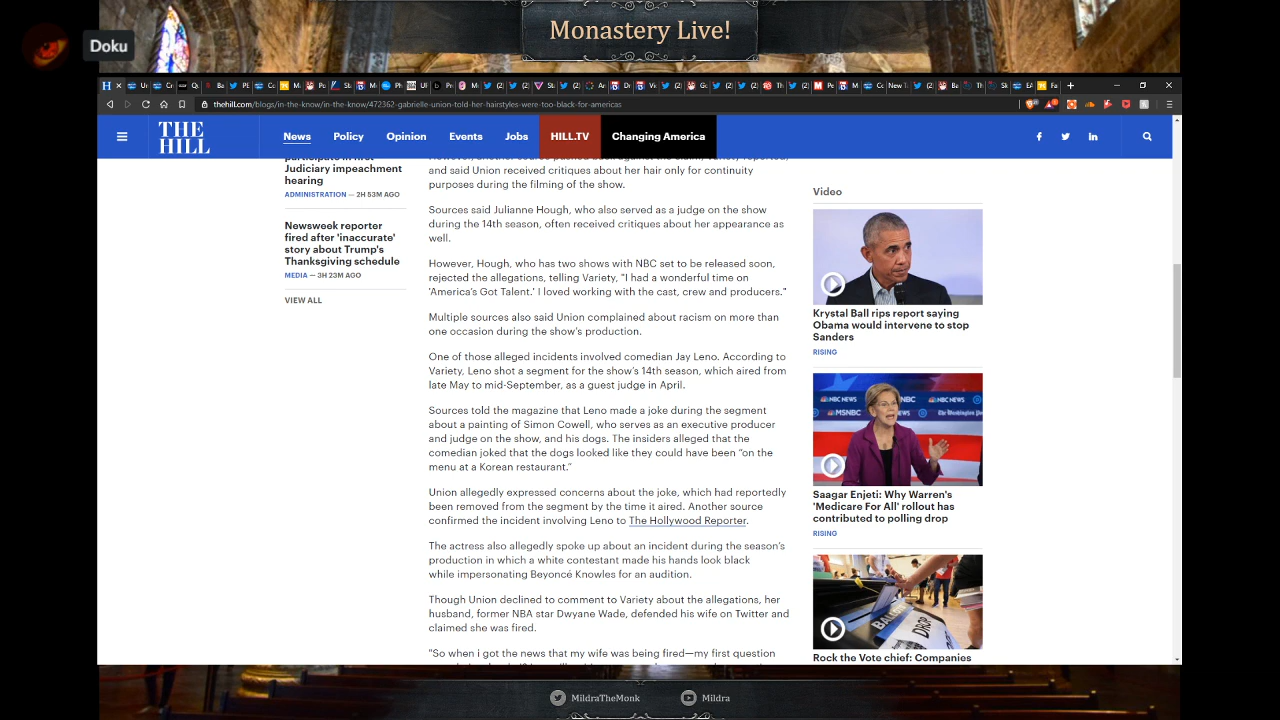 Monastery Live!
Doku
thehill.com/blogs/in-the-know/in-the-know/472362-gabrielle-union-told-her-hairstyles-were-too-black-for-americas
THE
HILL
News
Policy
Opinion
Events
Jobs
HILL.TV
Changing America
participate in first
Judiciary impeachment
hearing
ADMINISTRATION — 2H 53M AGO
Newsweek reporter
fired after 'inaccurate'
story about Trump's
Thanksgiving schedule
MEDIA — 3H 23M AGO
VIEW ALL
and said Union received critiques about her hair only for continuity
purposes during the filming of the show.
Sources said Julianne Hough, who also served as a judge on the show
during the 14th season, often received critiques about her appearance as
well.
However, Hough, who has two shows with NBC set to be released soon,
rejected the allegations, telling Variety, "I had a wonderful time on
'America's Got Talent.' I loved working with the cast, crew and producers."
Multiple sources also said Union complained about racism on more than
one occasion during the show's production.
One of those alleged incidents involved comedian Jay Leno. According to
Variety, Leno shot a segment for the show's 14th season, which aired from
late May to mid-September, as a guest judge in April.
Sources told the magazine that Leno made a joke during the segment
about a painting of Simon Cowell, who serves as an executive producer
and judge on the show, and his dogs. The insiders alleged that the
comedian joked that the dogs looked like they could have been “on the
menu at a Korean restaurant.”
Union allegedly expressed concerns about the joke, which had reportedly
been removed from the segment by the time it aired. Another source
confirmed the incident involving Leno to The Hollywood Reporter.
The actress also allegedly spoke up about an incident during the season's
production in which a white contestant made his hands look black
while impersonating Beyoncé Knowles for an audition.
Though Union declined to comment to Variety about the allegations, her
husband, former NBA star Dwyane Wade, defended his wife on Twitter and
claimed she was fired.
"So when i got the news that my wife was being fired—my first question
Video
Krystal Ball rips report saying
Obama would intervene to stop
Sanders
RISING
NBC NEWS
MSNBC
The Washington Post
Saagar Enjeti: Why Warren's
'Medicare For All' rollout has
contributed to polling drop
RISING
BALLOT
DROP
Rock the Vote chief: Companies
MildraTheMonk
Mildra